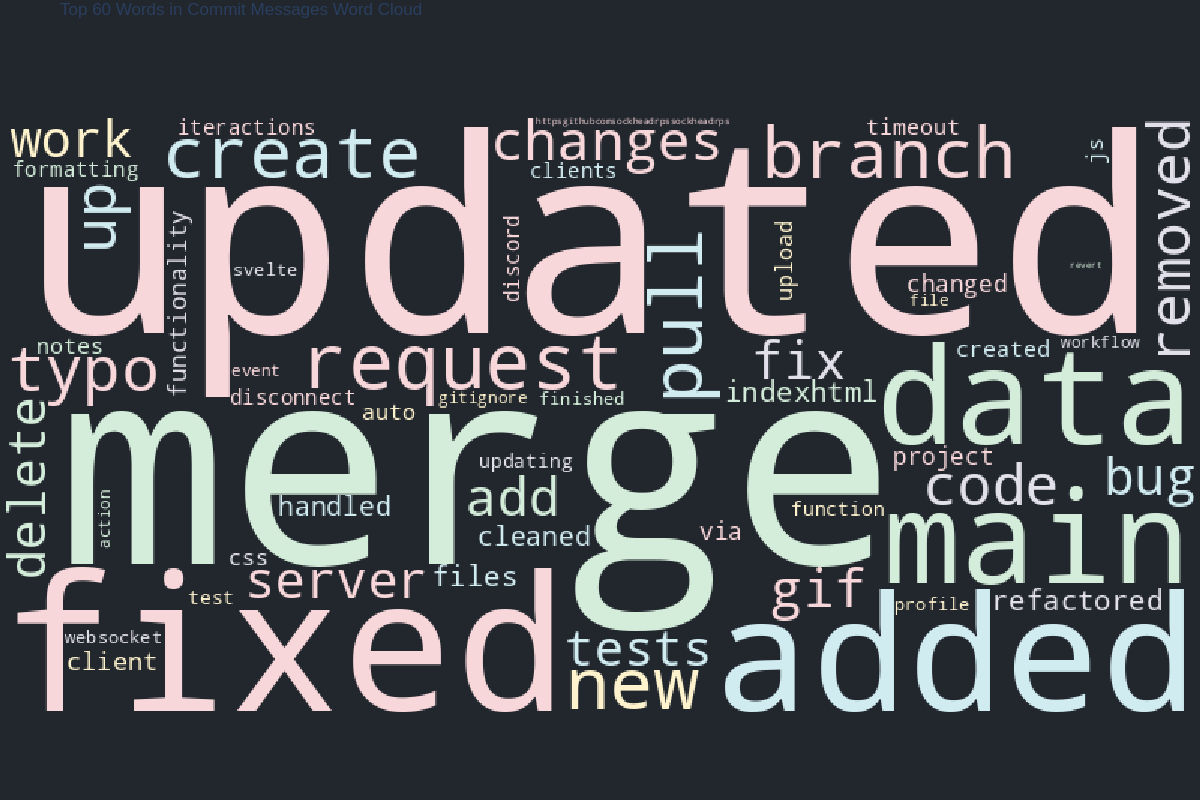 Top 60 Words in Commit Messages Word Cloud
httpsgithubcomsockheadrpssockheadrps
work
iteractions
create
changes
timeout
branch
js
removed
formatting
clients
up
updated
functionality
svelte
discord
pull
upload
changed
file
revert
notes
typo
event
request
fix
created
workflow
disconnect
auto
gitignore
finished
indexhtml
data
delete
merge
updating
project
code
bug
action
handled
add
cleaned
via
function
main
css
server
files
gif
test
profile
refactored
fixed
websocket
client
tests
new
added